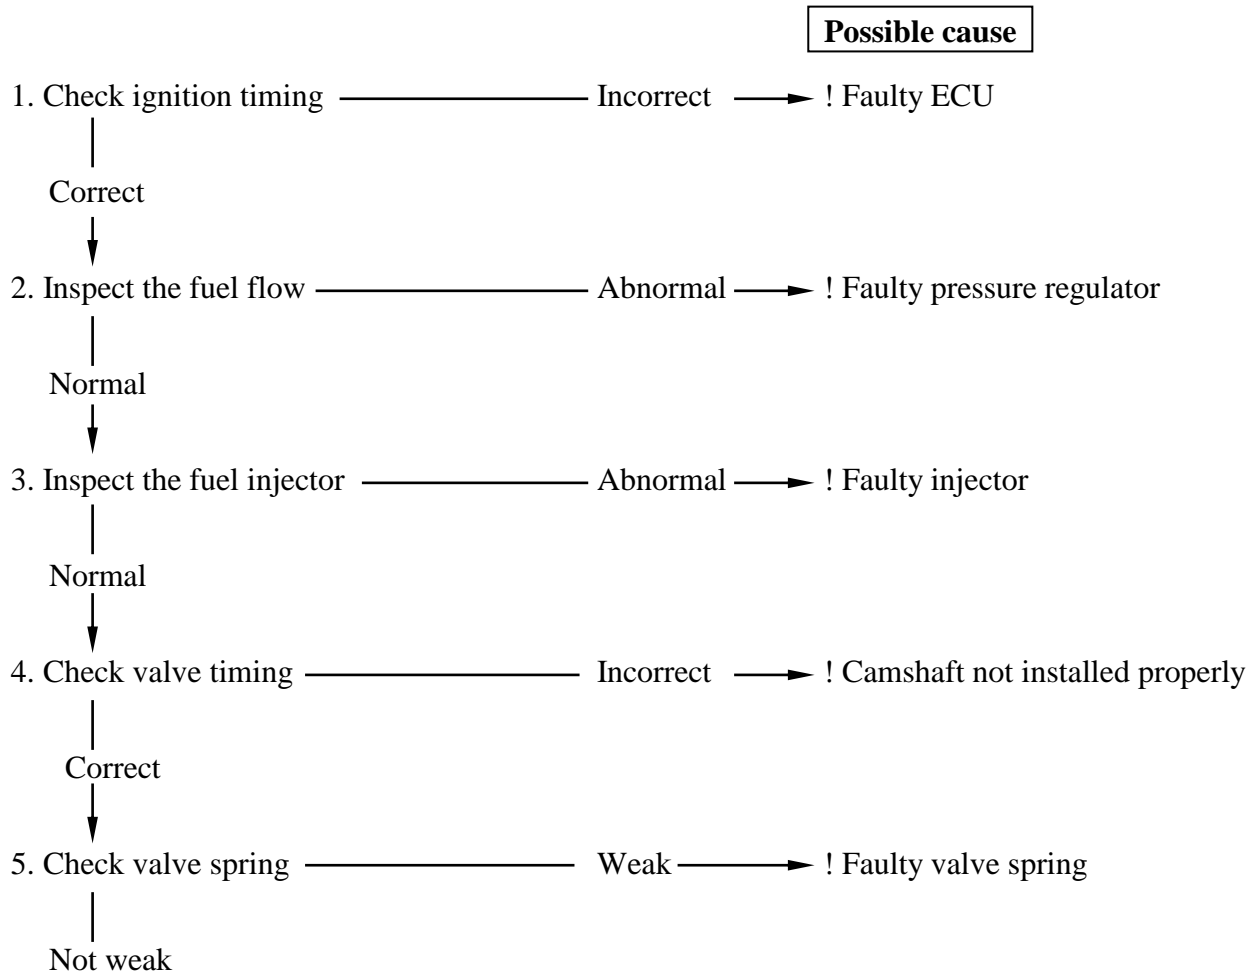 Possible cause
1. Check ignition timing Incorrect ! Faulty ECU
Correct
2. Inspect the fuel flow Abnormal ! Faulty pressure regulator
Normal
3. Inspect the fuel injector Abnormal ! Faulty injector
Normal
4. Check valve timing Incorrect ! Camshaft not installed properly
Correct
5. Check valve spring Weak ! Faulty valve spring
Not weak